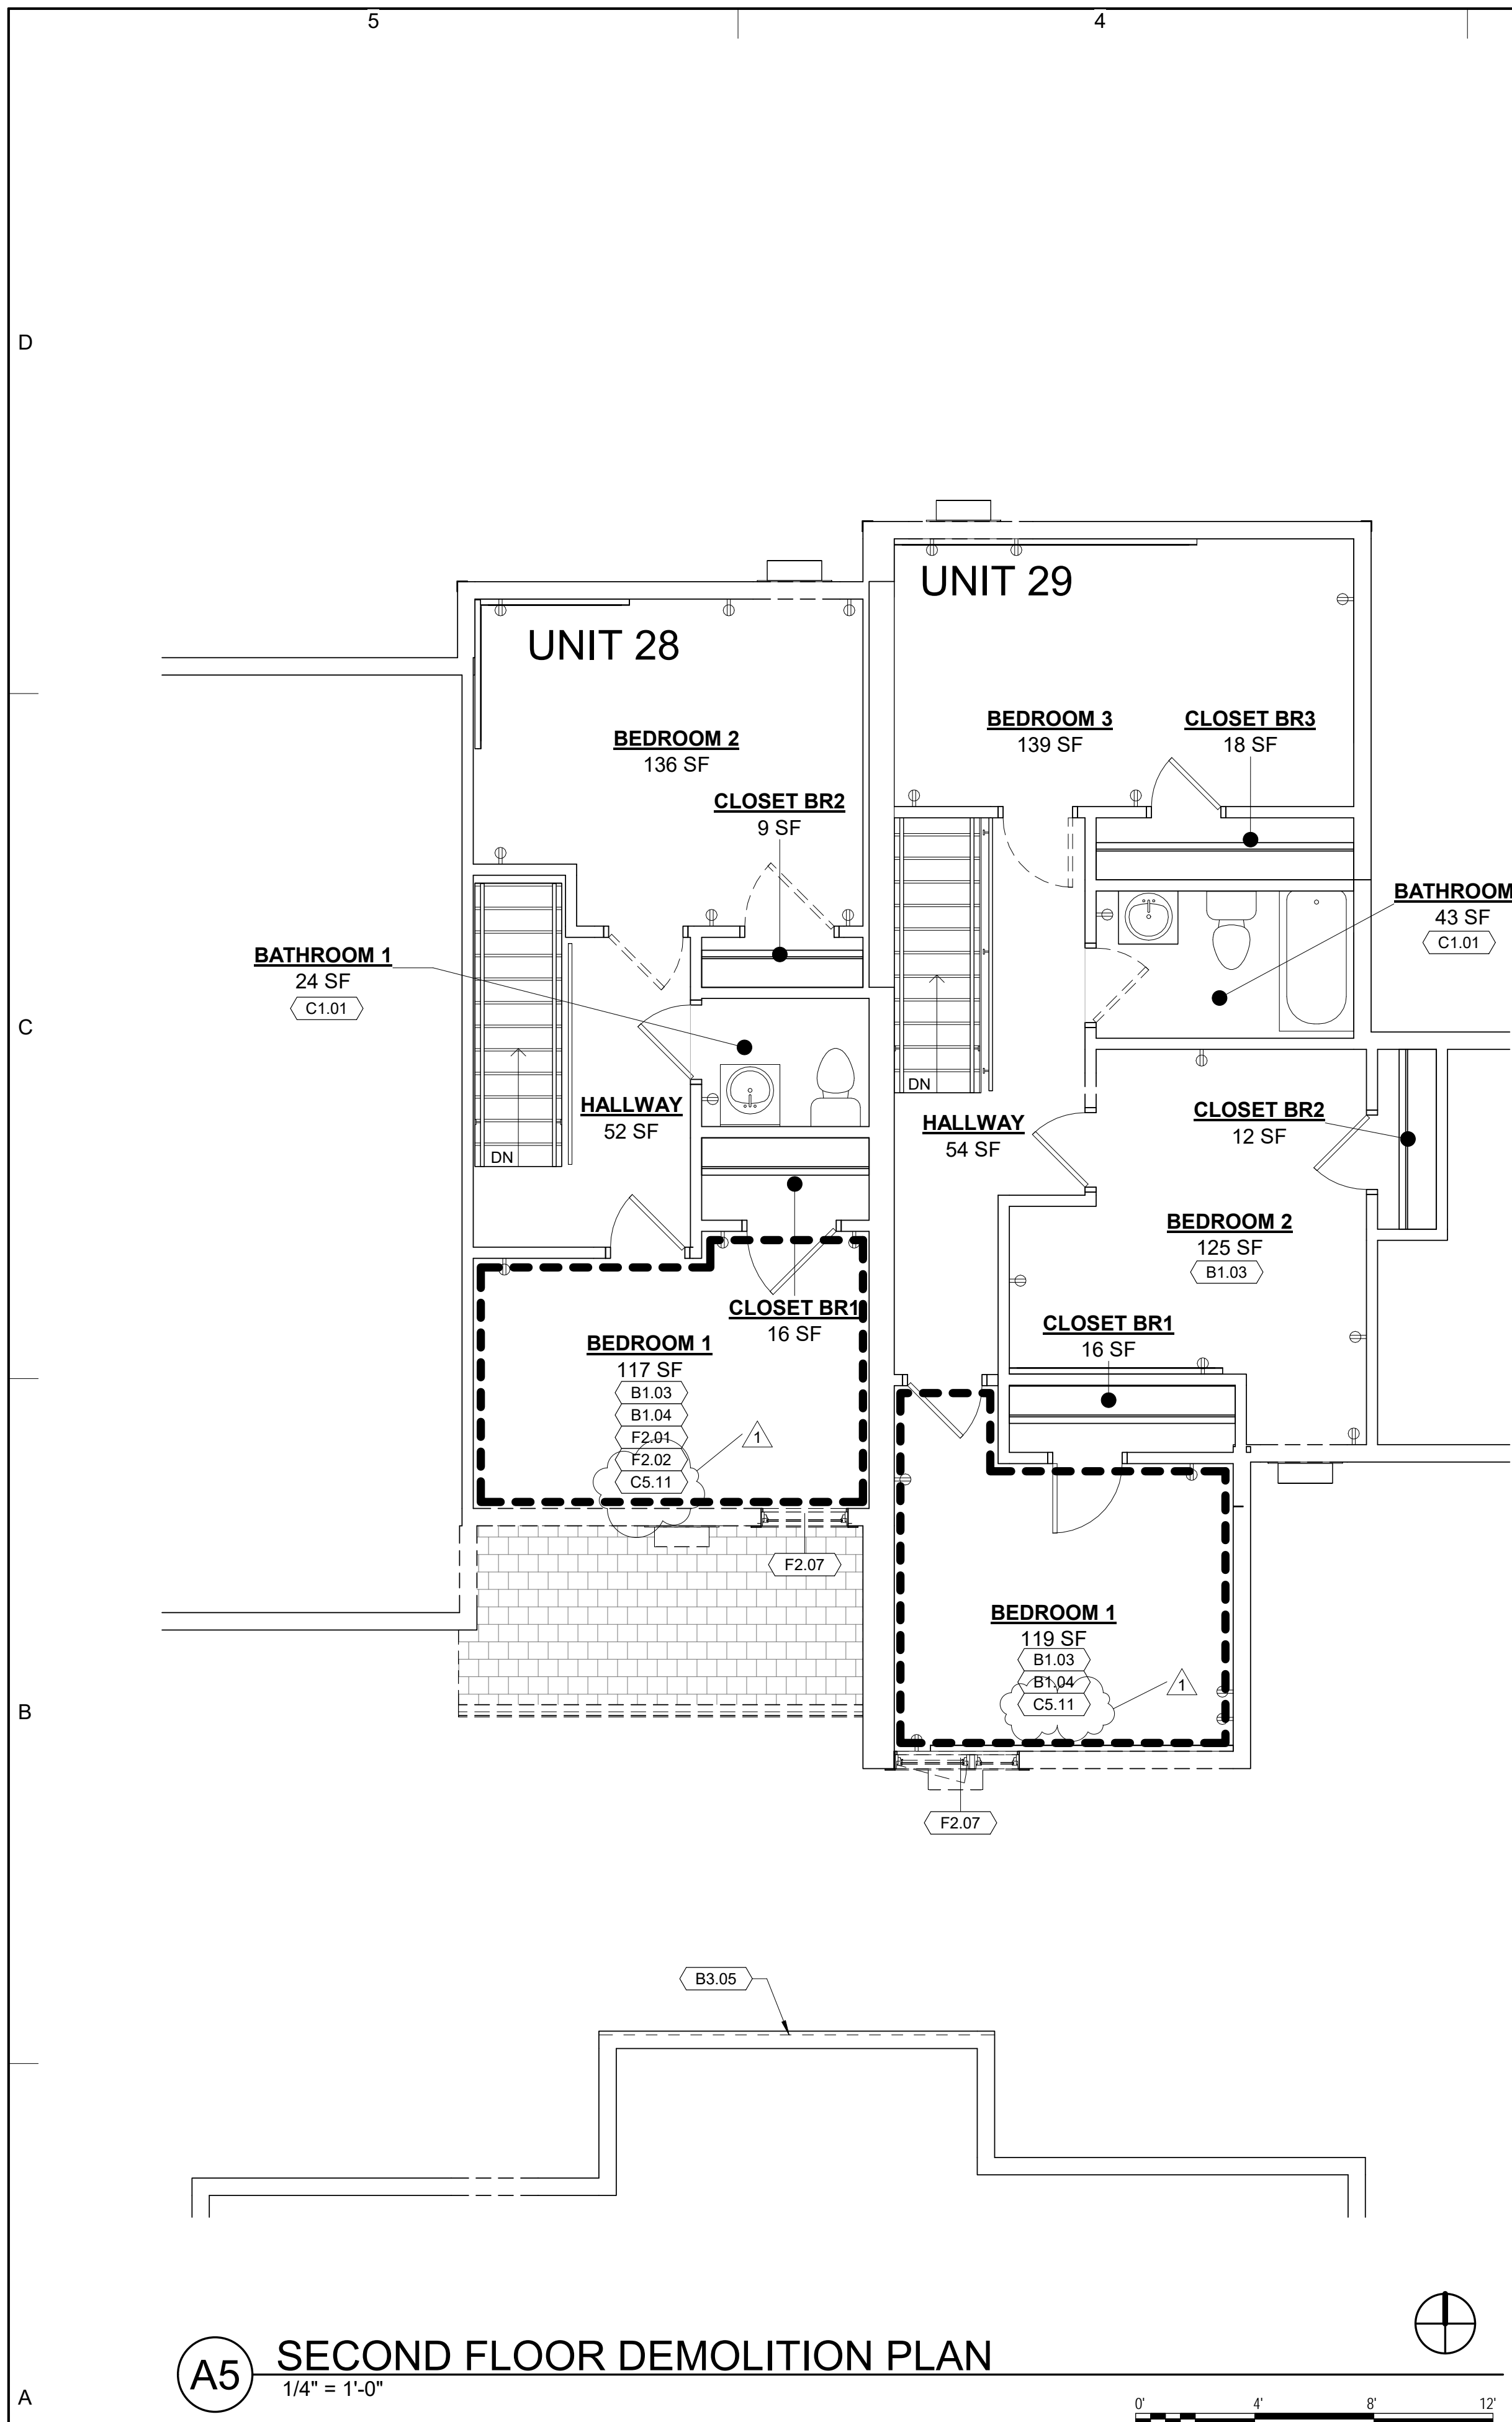 5
4
D
UNIT 29
UNIT 28
BEDROOM 3
139 SF
CLOSET BR3
18 SF
BEDROOM 2
136 SF
CLOSET BR2
9 SF
BATHROOM
43 SF
C1.01
BATHROOM 1
24 SF
C1.01
C
DN
HALLWAY
52 SF
DN
HALLWAY
54 SF
CLOSET BR2
12 SF
BEDROOM 2
125 SF
B1.03
CLOSET BR1
16 SF
CLOSET BR1
16 SF
BEDROOM 1
117 SF
B1.03
B1.04
F2.01
F2.02
C5.11
1
F2.07
BEDROOM 1
119 SF
B1.03
B1.04
C5.11
1
B
F2.07
B3.05
A5
SECOND FLOOR DEMOLITION PLAN
1/4" = 1'-0"
A
0'
4'
8'
12'